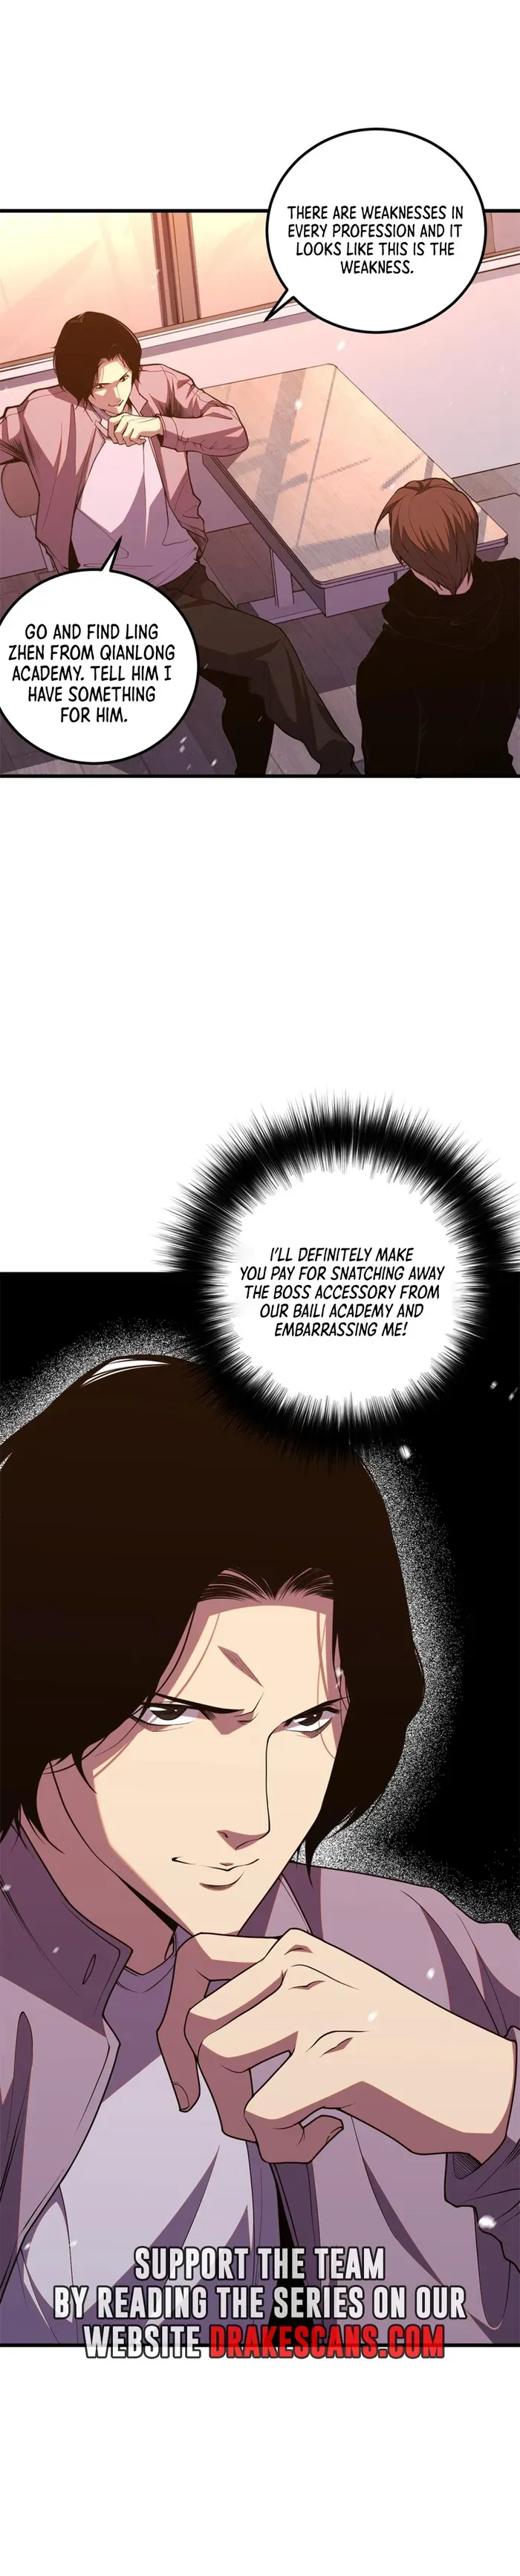 THERE ARE WEAKNESSES IN
EVERY PROFESSION AND IT
LOOKS LIKE THIS IS THE
WEAKNESS.
GO AND FIND LING
ZHEN FROM QIANLONG
ACADEMY. TELL HIM I
HAVE SOMETHING
FOR HIM.
I'LL DEFINITELY MAKE
YOU PAY FOR SNATCHING AWAY
THE BOSS ACCESSORY FROM
OUR BAILI ACADEMY AND
EMBARRASSING ME!
SUPPORT THE TEAM
BY READING THE SERIES ON OUR
WEBSITE DRAKESCANS.COM